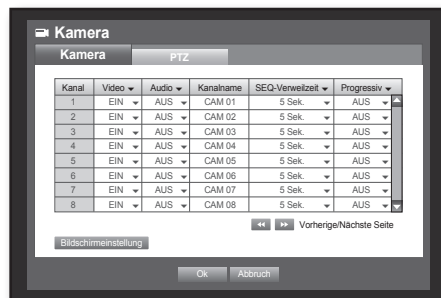 Kamera
Kamera PTZ
Kanal Video Audio Kanalname SEQ-Verweilzeit Progressiv
1 EIN AUS CAM 01 5 Sek. AUS
2 EIN AUS CAM 02 5 Sek. AUS
3 EIN AUS CAM 03 5 Sek. AUS
4 EIN AUS CAM 04 5 Sek. AUS
5 EIN AUS CAM 05 5 Sek. AUS
6 EIN AUS CAM 06 5 Sek. AUS
7 EIN AUS CAM 07 5 Sek. AUS
8 EIN AUS CAM 08 5 Sek. AUS
Vorherige/Nächste Seite
Bildschirmeinstellung
Ok Abbruch